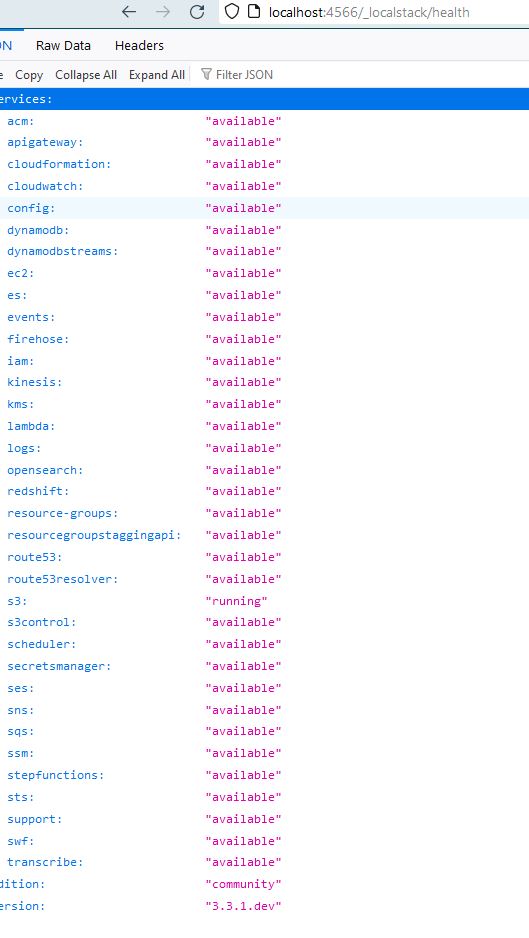 localhost:4566/_localstack/health
ON Raw Data Headers
e Copy Collapse All Expand All Filter JSON
ervices:
acm: "available"
apigateway: "available"
cloudformation: "available"
cloudwatch: "available"
config: "available"
dynamodb: "available"
dynamodbstreams: "available"
ec2: "available"
es: "available"
events: "available"
firehose: "available"
iam: "available"
kinesis: "available"
kms: "available"
lambda: "available"
logs: "available"
opensearch: "available"
redshift: "available"
resource-groups: "available"
resourcegroupstaggingapi: "available"
route53: "available"
route53resolver: "available"
s3: "running"
s3control: "available"
scheduler: "available"
secretsmanager: "available"
ses: "available"
sns: "available"
sqs: "available"
ssm: "available"
stepfunctions: "available"
sts: "available"
support: "available"
swf: "available"
transcribe: "available"
dition: "community"
ersion: "3.3.1.dev"